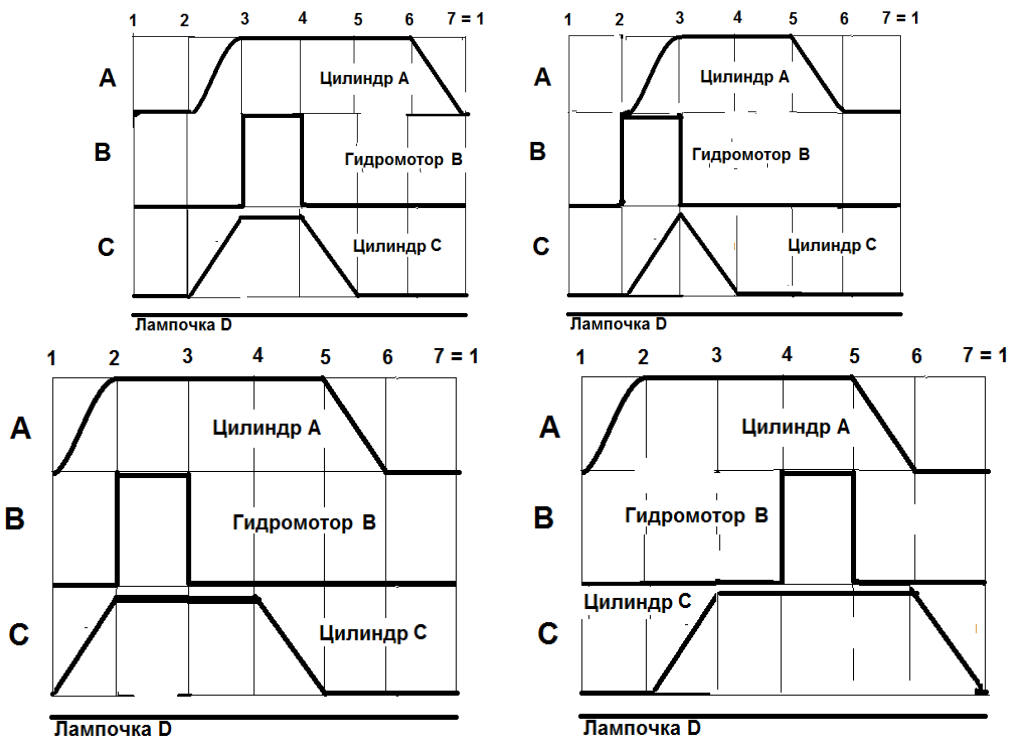 1 2 3 4 5 6 7 = 1
A
Цилиндр А
B
Гидромотор В
C
Цилиндр С
Лампочка D
1 2 3 4 5 6 7 = 1
A
Цилиндр А
B
Гидромотор В
C
Цилиндр С
Лампочка D
1 2 3 4 5 6 7 = 1
A
Цилиндр А
B
Гидромотор В
C
Цилиндр С
Лампочка D
1 2 3 4 5 6 7 = 1
A
Цилиндр А
B
Гидромотор В
Цилиндр С
C
Лампочка D